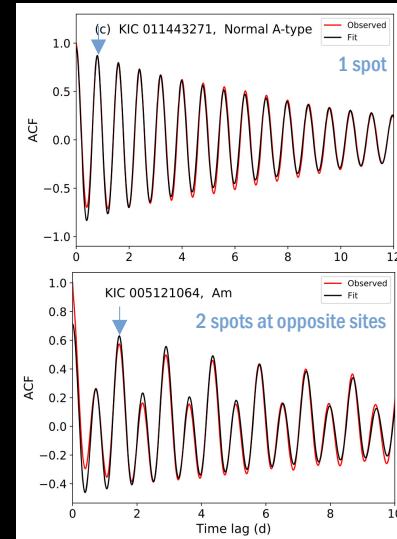 (c) KIC 011443271, Normal A-type
Observed
Fit
1 spot
1.0
0.5
0.0
−0.5
−1.0
ACF
0 2 4 6 8 10 12
KIC 005121064, Am
Observed
Fit
2 spots at opposite sites
1.0
0.8
0.6
0.4
0.2
0.0
−0.2
−0.4
ACF
0 2 4 6 8 10
Time lag (d)